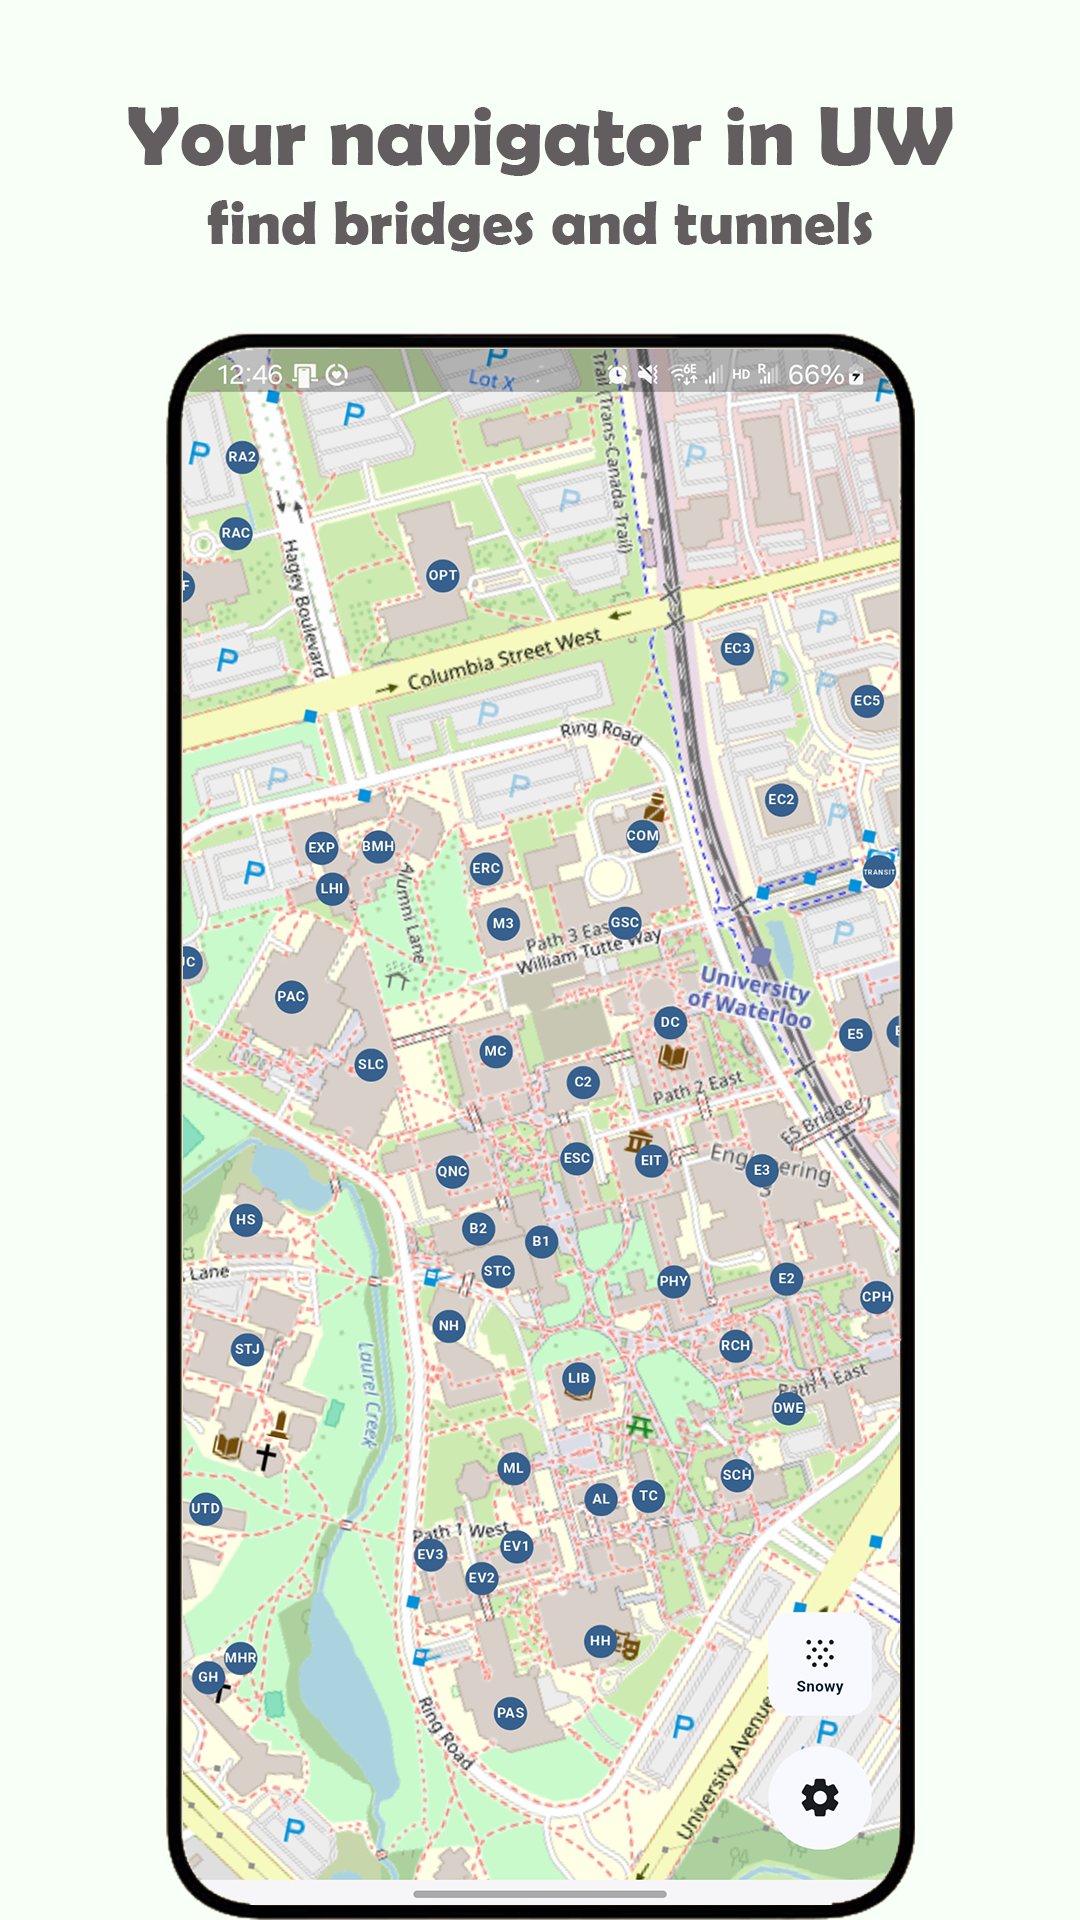 Your navigator in UW
find bridges and tunnels
12:46
6E
HD
R
66%
P
Lot X
P
P
P
P
RA2
Trail (Trans-Canada Trail)
P
RAC
Hagey Boulevard
OPT
F
P
Columbia Street West
P
EC3
P
P
EC5
P
Ring Road
P
P
EC2
P
COM
EXP
BMH
P
ERC
LHI
TRANSIT
Alumni Lane
M3
GSC
P
Path 3 Eas
William Tutte Way
University
of Waterloo
PAC
DC
E5
MC
SLC
C2
Path 2 East
E5 Bridge
ESC
EIT
Engineering
3
E3
QNC
HS
B2
B1
Lane
STC
PHY
E2
CPH
NH
STJ
RCH
Laurel Creek
LIB
Path 1 East
DWE
ML
SCH
AL
TC
UTD
Path 1 West
EV1
EV3
EV2
HH
MHR
GH
Snowy
PAS
P
P
Ring Road
University Avenue
P